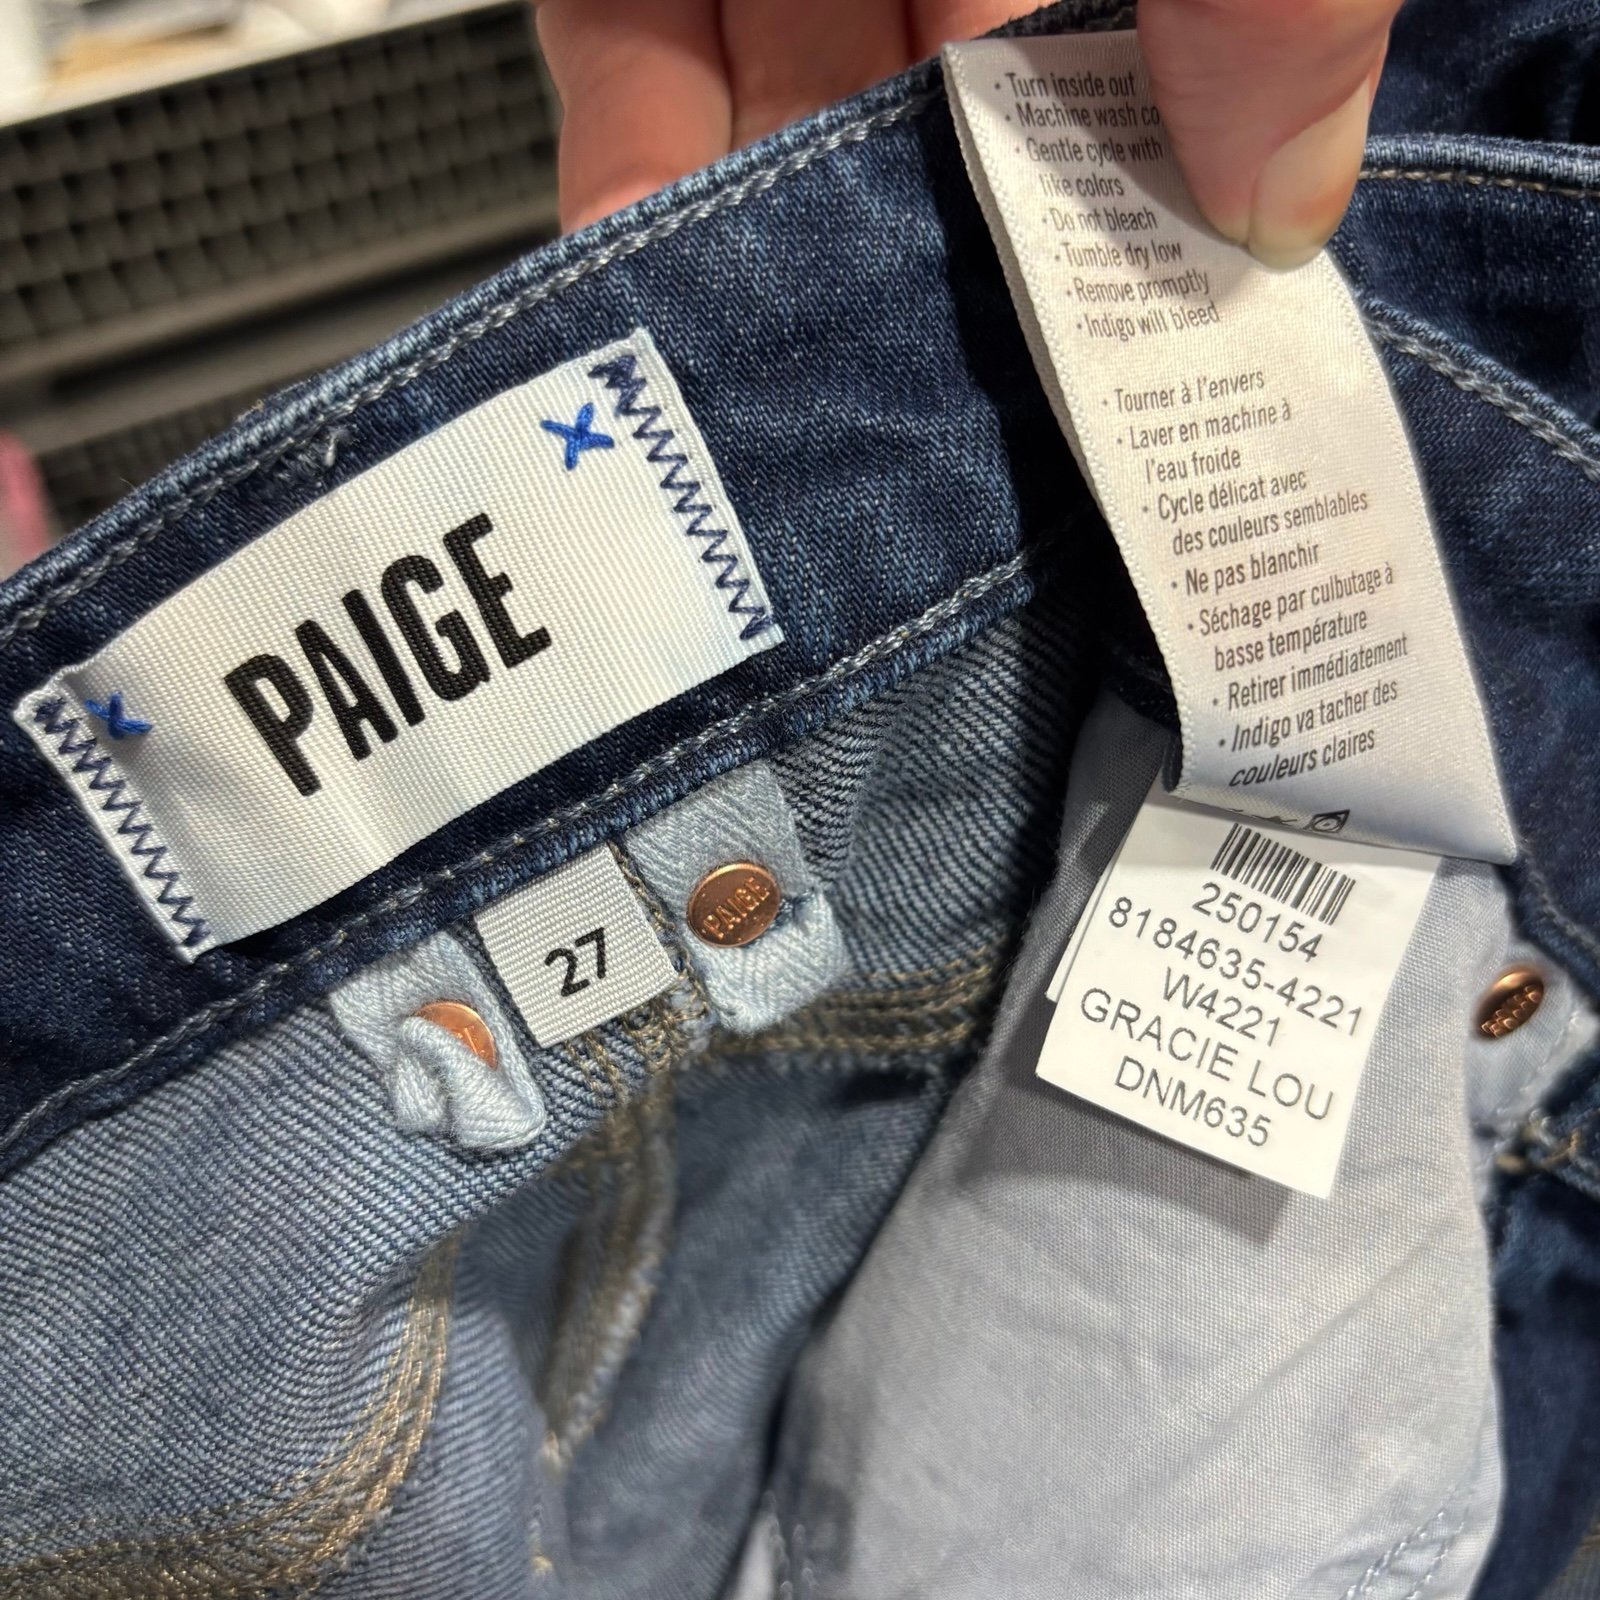 PAIGE
27
PAIGE
• Turn inside out
• Machine wash
• Gentle cycle with
like colors
• Do not bleach
• Tumble dry low
• Remove promptly
• Indigo will bleed
• Tourner à l'envers
• Laver en machine à
l'eau froide
• Cycle délicat avec
des couleurs semblables
• Ne pas blanchir
• Séchage par culbutage à
basse température
• Retirer immédiatement
• Indigo va tacher des
couleurs claires
250154
8184635-4221
W4221
GRACIE LOU
DNM635